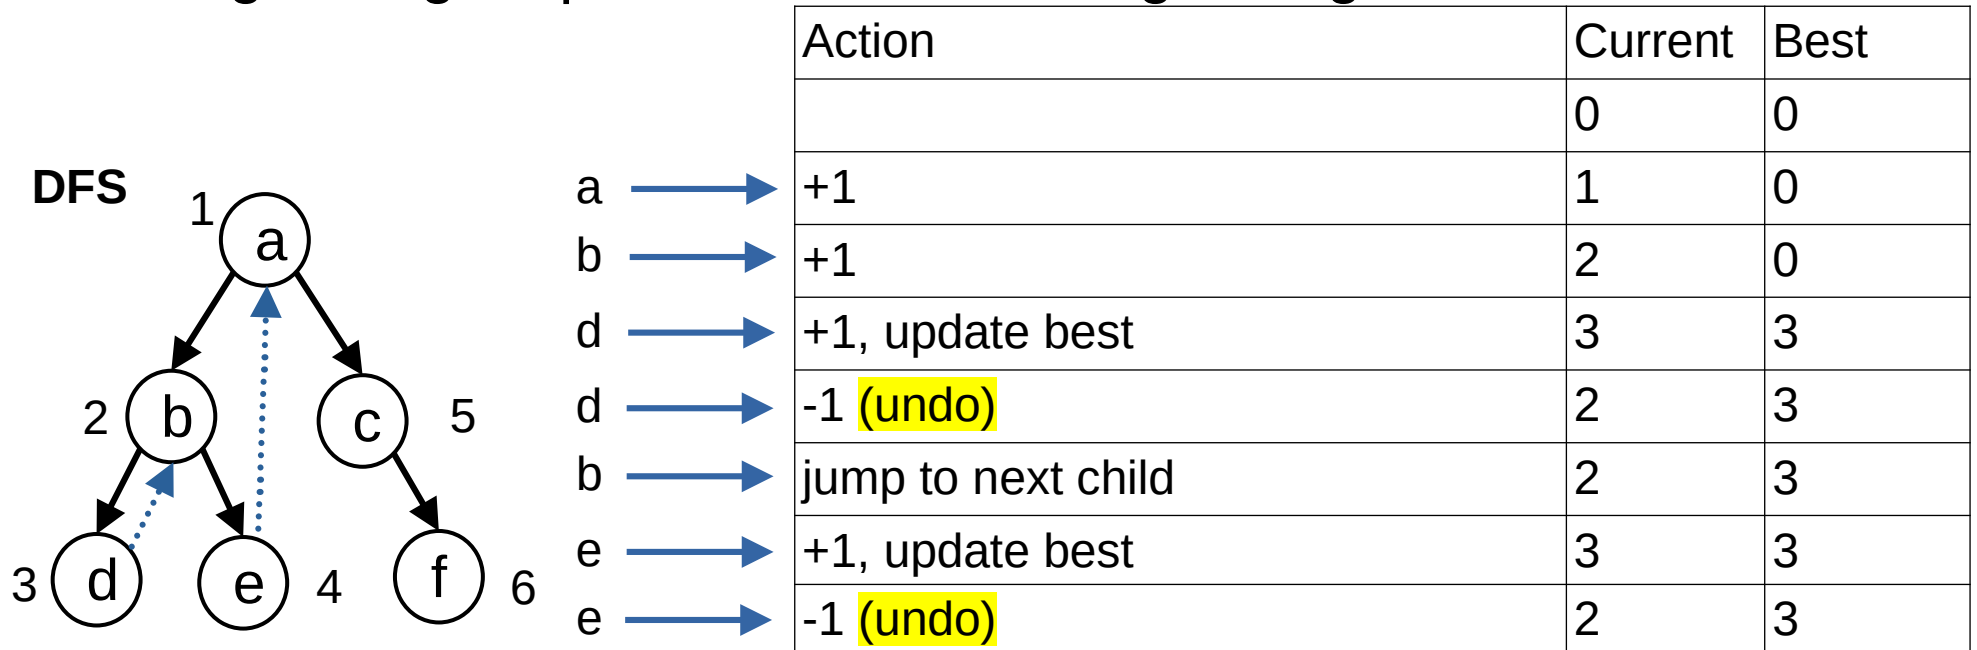 Action Current Best
0 0
DFS
1
a
a +1 1 0
b +1 2 0
d +1, update best 3 3
2
b
c
5
d -1 (undo) 2 3
b jump to next child 2 3
3
d
e
4
f
6
e +1, update best 3 3
e -1 (undo) 2 3